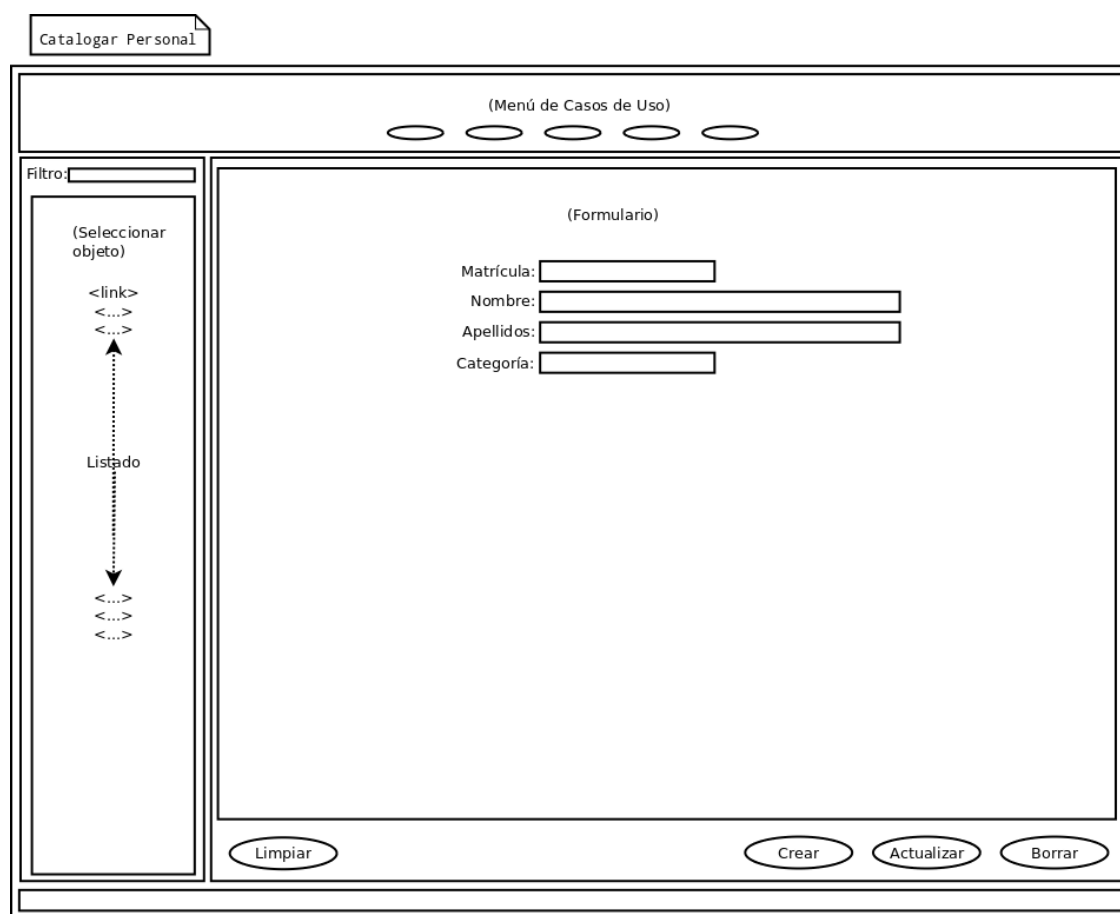 Catalogar Personal
(Menú de Casos de Uso)
Filtro:
(Seleccionar
objeto)
<link>
<...>
<...>
Listado
<...>
<...>
<...>
(Formulario)
Matrícula:
Nombre:
Apellidos:
Categoría:
Limpiar
Crear
Actualizar
Borrar